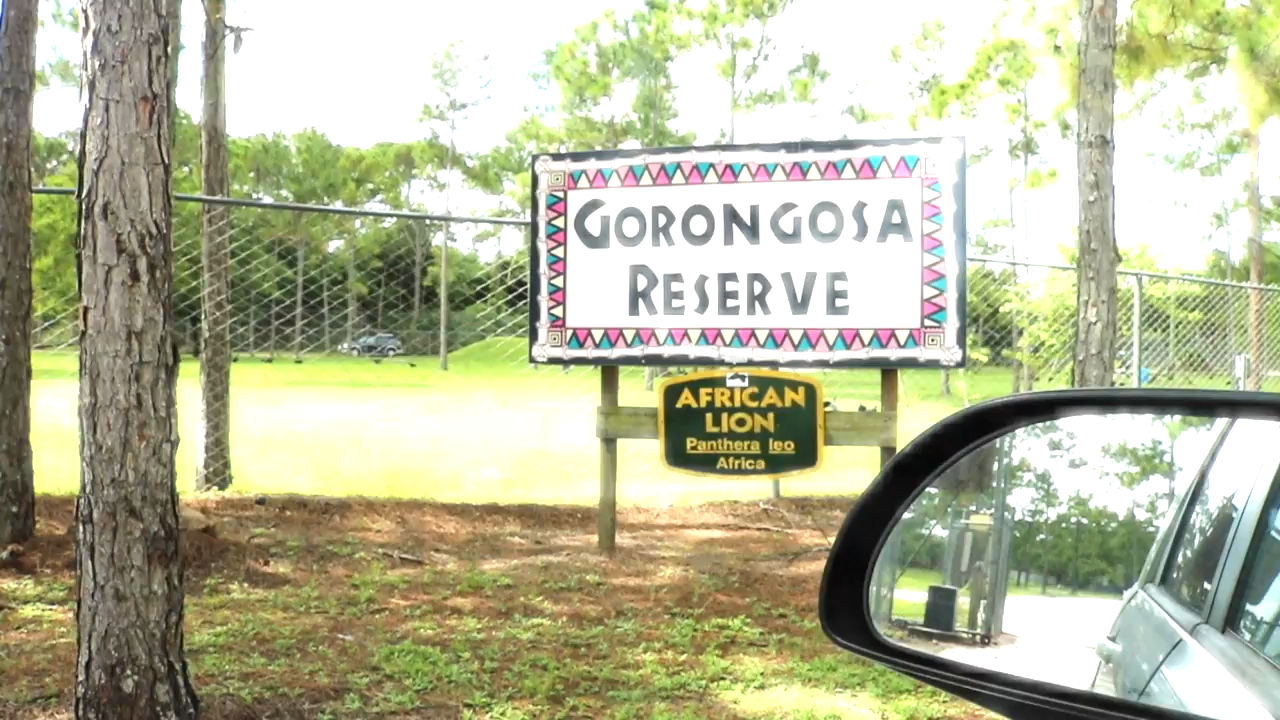 GORONGOSA
RESERVE
AFRICAN
LION
Panthera leo
Africa